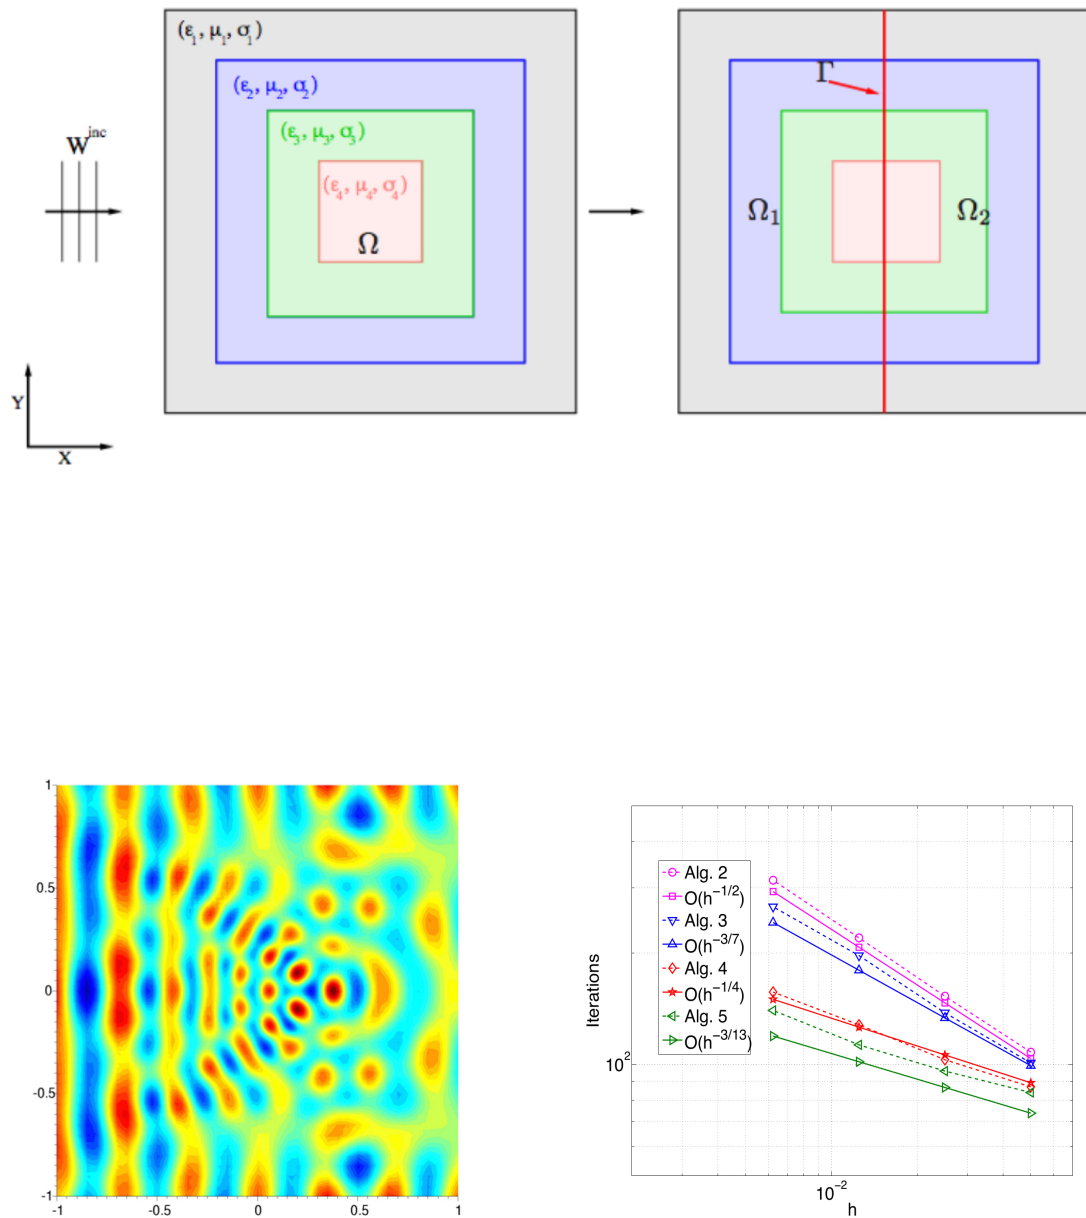 (ε₁, μ₁, σ₁)
(ε₂, μ₂, σ₂)
(ε₃, μ₃, σ₃)
(ε₄, μ₄, σ₄)
W^inc
Ω
Y
X
Γ
Ω₁
Ω₂
1
0.5
0
-0.5
-1
-1
-0.5
0
0.5
1
Alg. 2
O(h^−1/2)
Alg. 3
O(h^−3/7)
Alg. 4
O(h^−1/4)
Alg. 5
O(h^−3/13)
Iterations
10^2
10^−2
h